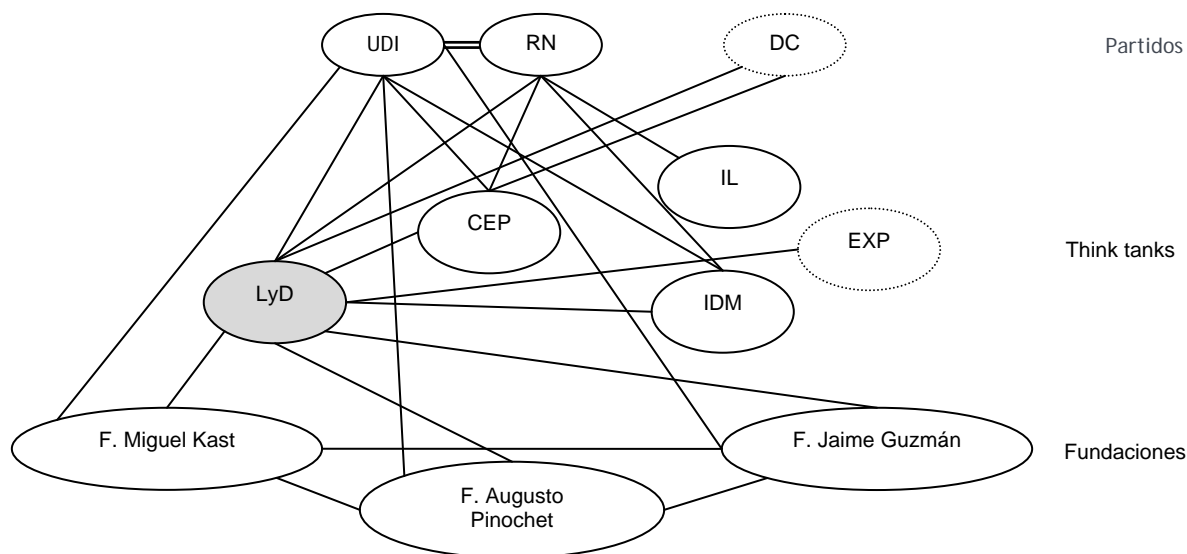 UDI
RN
DC
Partidos
IL
CEP
EXP
Think tanks
LyD
IDM
F. Miguel Kast
F. Jaime Guzmán
Fundaciones
F. Augusto
Pinochet